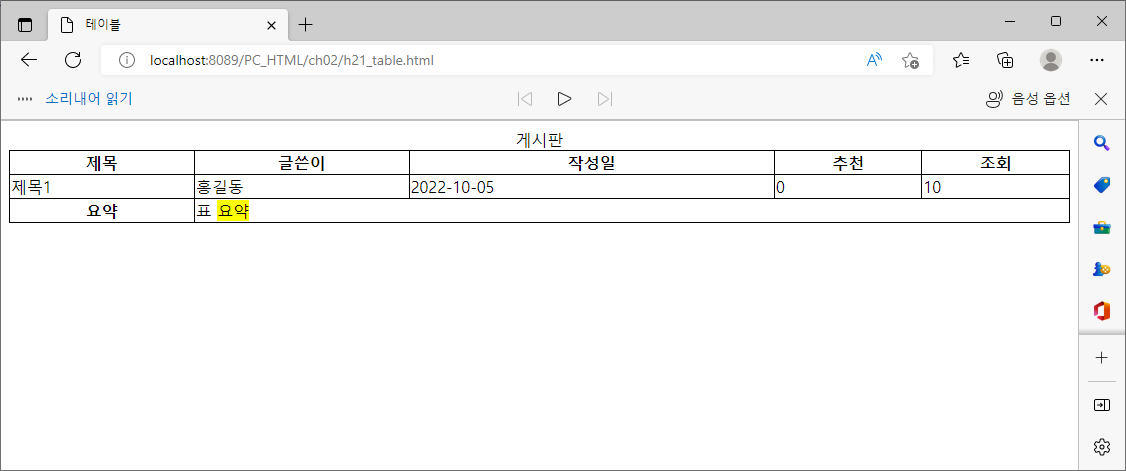 테이블
localhost:8089/PC_HTML/ch02/h21_table.html
소리내어 읽기 음성 옵션
게시판
제목 글쓴이 작성일 추천 조회
제목1 홍길동 2022-10-05 0 10
요약 표 요약